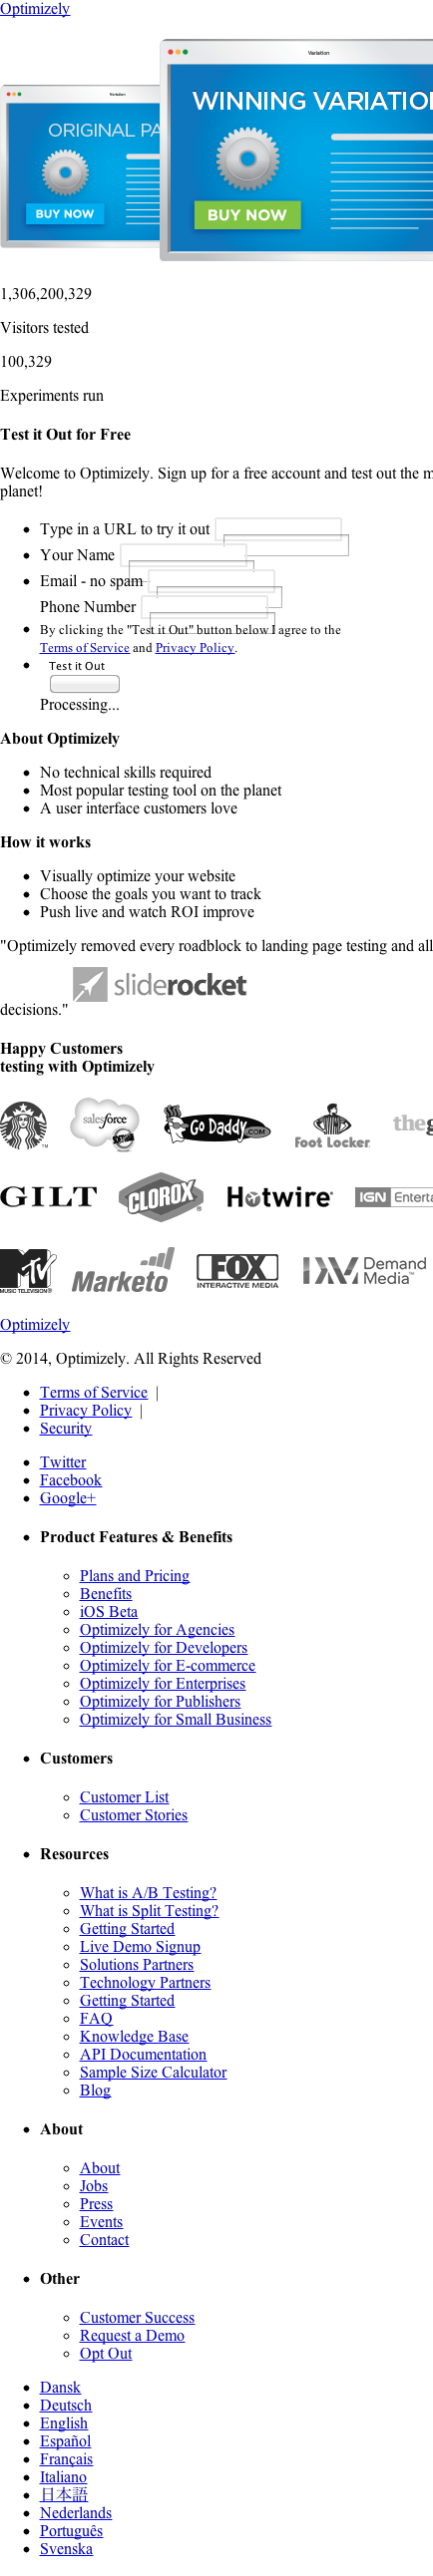 Optimizely
Variation
Variation
ORIGINAL PA
WINNING VARIATION
BUY NOW
BUY NOW
1,306,200,329
Visitors tested
100,329
Experiments run
Test it Out for Free
Welcome to Optimizely. Sign up for a free account and test out the m
planet!
Type in a URL to try it out
Your Name
Email - no spam
Phone Number
By clicking the "Test it Out" button below I agree to the
Terms of Service and Privacy Policy.
Test it Out
Processing...
About Optimizely
No technical skills required
Most popular testing tool on the planet
A user interface customers love
How it works
Visually optimize your website
Choose the goals you want to track
Push live and watch ROI improve
"Optimizely removed every roadblock to landing page testing and all
decisions." sliderocket
Happy Customers
testing with Optimizely
salesforce
Go Daddy .COM
Foot Locker.
theg
GILT
CLOROX
Hotwire
IGN Enterta
MTV
MUSIC TELEVISION®
Marketo
FOX
INTERACTIVE MEDIA
Demand
Media™
Optimizely
© 2014, Optimizely. All Rights Reserved
Terms of Service |
Privacy Policy |
Security
Twitter
Facebook
Google+
Product Features & Benefits
Plans and Pricing
Benefits
iOS Beta
Optimizely for Agencies
Optimizely for Developers
Optimizely for E-commerce
Optimizely for Enterprises
Optimizely for Publishers
Optimizely for Small Business
Customers
Customer List
Customer Stories
Resources
What is A/B Testing?
What is Split Testing?
Getting Started
Live Demo Signup
Solutions Partners
Technology Partners
Getting Started
FAQ
Knowledge Base
API Documentation
Sample Size Calculator
Blog
About
About
Jobs
Press
Events
Contact
Other
Customer Success
Request a Demo
Opt Out
Dansk
Deutsch
English
Español
Français
Italiano
日本語
Nederlands
Português
Svenska